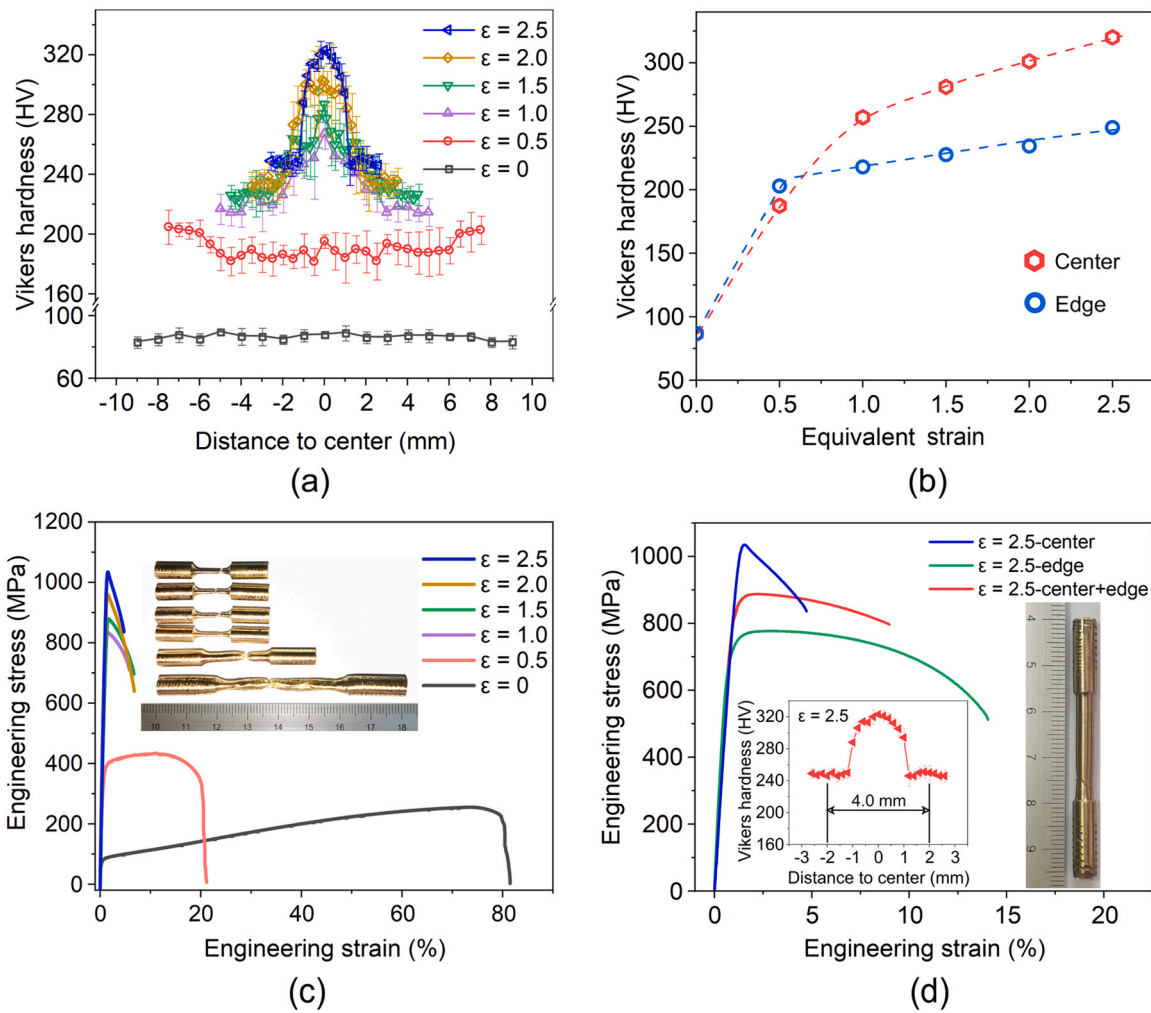 320
280
240
200
160
100
60
Vikers hardness (HV)
-10 -8 -6 -4 -2 0 2 4 6 8 10
Distance to center (mm)
ε = 2.5
ε = 2.0
ε = 1.5
ε = 1.0
ε = 0.5
ε = 0
(a)
300
250
200
150
100
50
Vickers hardness (HV)
0.0 0.5 1.0 1.5 2.0 2.5
Equivalent strain
Center
Edge
(b)
1200
1000
800
600
400
200
0
Engineering stress (MPa)
0 20 40 60 80
Engineering strain (%)
ε = 2.5
ε = 2.0
ε = 1.5
ε = 1.0
ε = 0.5
ε = 0
10 11 12 13 14 15 16 17 18
(c)
1000
800
600
400
200
0
Engineering stress (MPa)
0 5 10 15 20
Engineering strain (%)
ε = 2.5-center
ε = 2.5-edge
ε = 2.5-center+edge
320
280
240
200
160
Vikers hardness (HV)
ε = 2.5
4.0 mm
-3 -2 -1 0 1 2 3
Distance to center (mm)
4
5
6
7
8
9
(d)